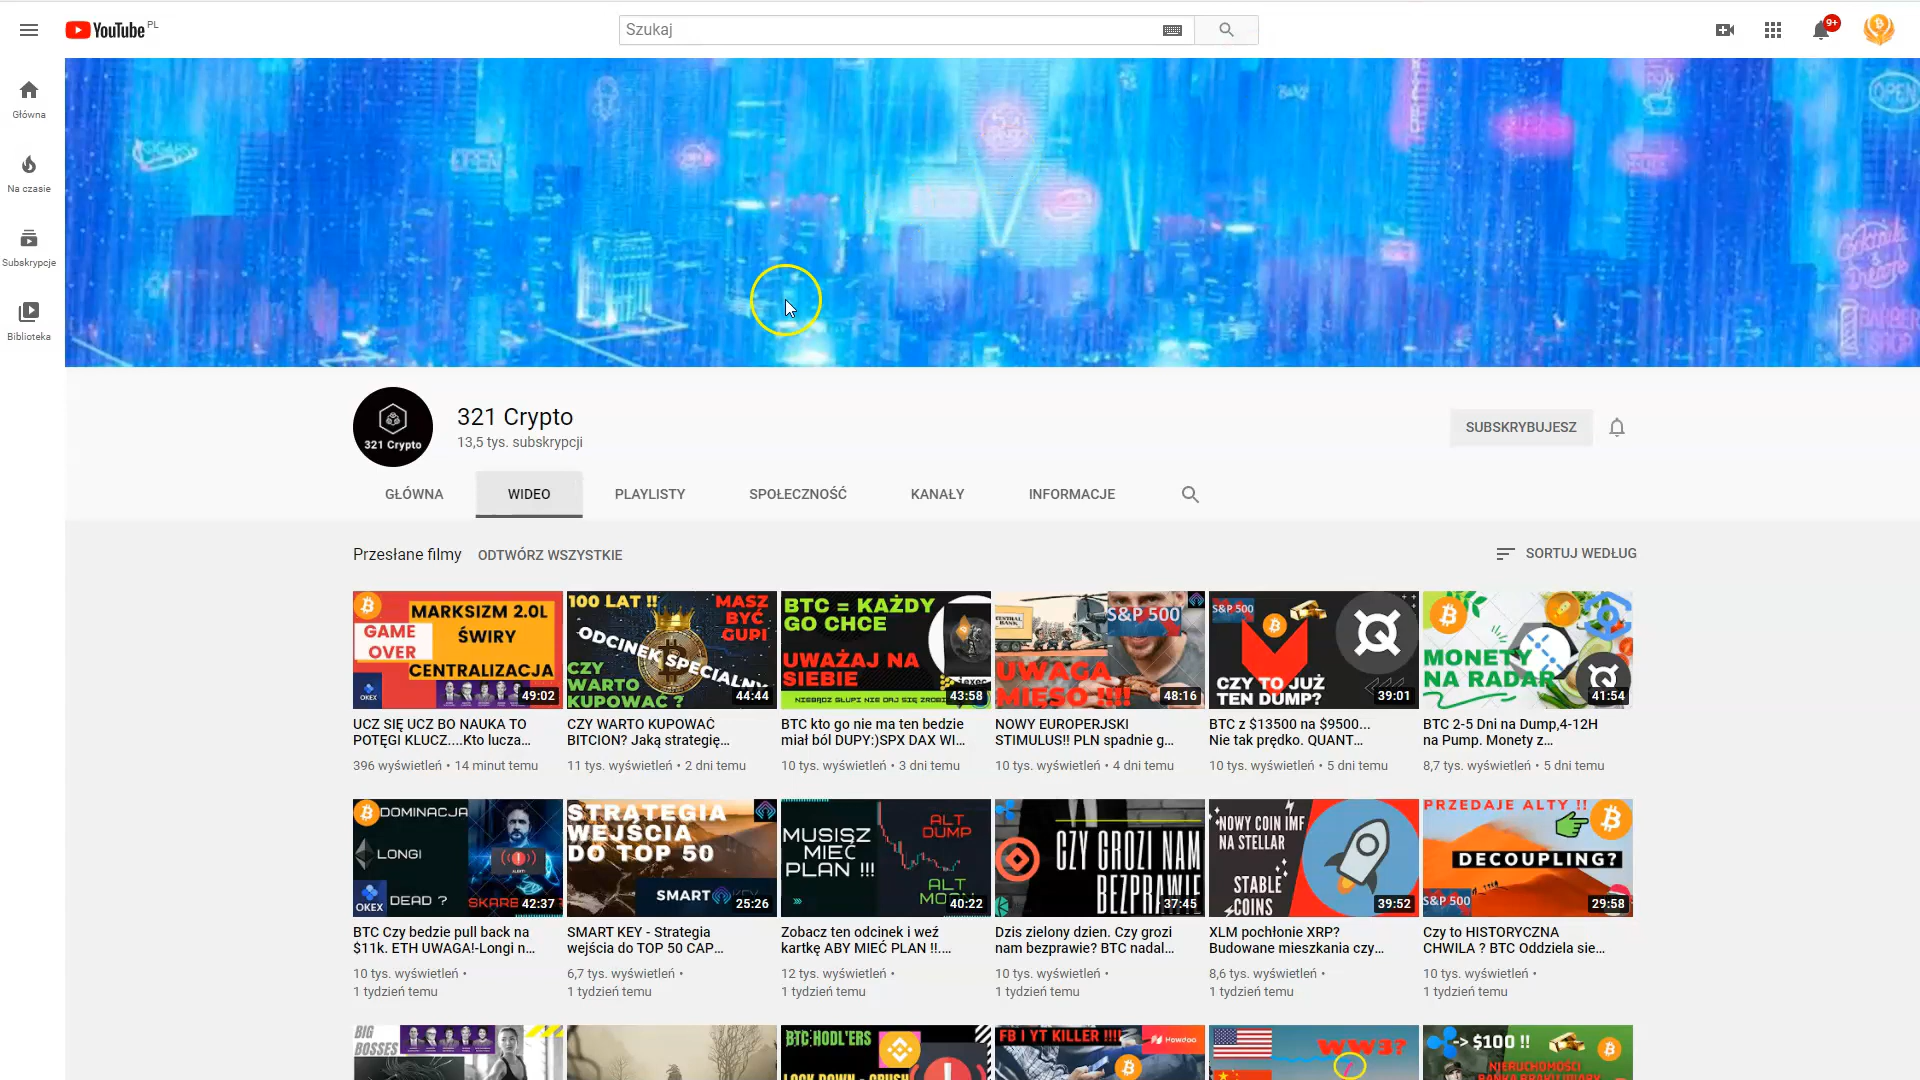 YouTube PL
Szukaj
9+
Główna
Na czasie
Subskrypcje
Biblioteka
OPEN
OPEN
BARBER
SHOP
321 Crypto
321 Crypto
13,5 tys. subskrypcji
SUBSKRYBUJESZ
GŁÓWNA
WIDEO
PLAYLISTY
SPOŁECZNOŚĆ
KANAŁY
INFORMACJE
Przesłane filmy
ODTWÓRZ WSZYSTKIE
SORTUJ WEDŁUG
MARKSIZM 2.0L
ŚWIRY
GAME
OVER
CENTRALIZACJA
OKEX
49:02
UCZ SIĘ UCZ BO NAUKA TO
POTĘGI KLUCZ....Kto lucza...
396 wyświetleń • 14 minut temu
100 LAT !!
MASZ
BYĆ
GUPI
ODCINEK SPECIALNY
CZY
WARTO
KUPOWAĆ ?
44:44
CZY WARTO KUPOWAĆ
BITCION? Jaką strategię...
11 tys. wyświetleń • 2 dni temu
BTC = KAŻDY
GO CHCE
UWAŻAJ NA
SIEBIE
43:58
BTC kto go nie ma ten bedzie
miał ból DUPY:)SPX DAX WI...
10 tys. wyświetleń • 3 dni temu
S&P 500
UWAGA
MIĘSO !!!!
48:16
NOWY EUROPERJSKI
STIMULUS!! PLN spadnie g...
10 tys. wyświetleń • 4 dni temu
S&P 500
CZY TO JUŻ
TEN DUMP?
39:01
BTC z $13500 na $9500...
Nie tak prędko. QUANT...
10 tys. wyświetleń • 5 dni temu
MONETY
NA RADAR
41:54
BTC 2-5 Dni na Dump,4-12H
na Pump. Monety z...
8,7 tys. wyświetleń • 5 dni temu
DOMINACJA
LONGI
DEAD ?
OKEX
42:37
BTC Czy bedzie pull back na
$11k. ETH UWAGA!-Longi n...
10 tys. wyświetleń •
1 tydzień temu
STRATEGIA
WEJŚCIA
DO TOP 50
SMART KEY
25:26
SMART KEY - Strategia
wejścia do TOP 50 CAP...
6,7 tys. wyświetleń •
1 tydzień temu
MUSISZ
MIEĆ
PLAN !!!
ALT
DUMP
ALT
40:22
Zobacz ten odcinek i weź
kartkę ABY MIEĆ PLAN !!....
12 tys. wyświetleń •
1 tydzień temu
CZY GROZI NAM
BEZPRAWIE
37:45
Dzis zielony dzien. Czy grozi
nam bezprawie? BTC nadal...
10 tys. wyświetleń •
1 tydzień temu
NOWY COIN IMF
NA STELLAR
STABLE
COINS
39:52
XLM pochłonie XRP?
Budowane mieszkania czy...
8,6 tys. wyświetleń •
1 tydzień temu
PRZEDAJE ALTY !!
DECOUPLING?
S&P 500
29:58
Czy to HISTORYCZNA
CHWILA ? BTC Oddziela sie...
10 tys. wyświetleń •
1 tydzień temu
BIG
BOSSES
BTC HODL'ERS
FB I YT KILLER !!!!
Howdoo
WW3?
-> $100 !!
NIERUCHOMOŚCI